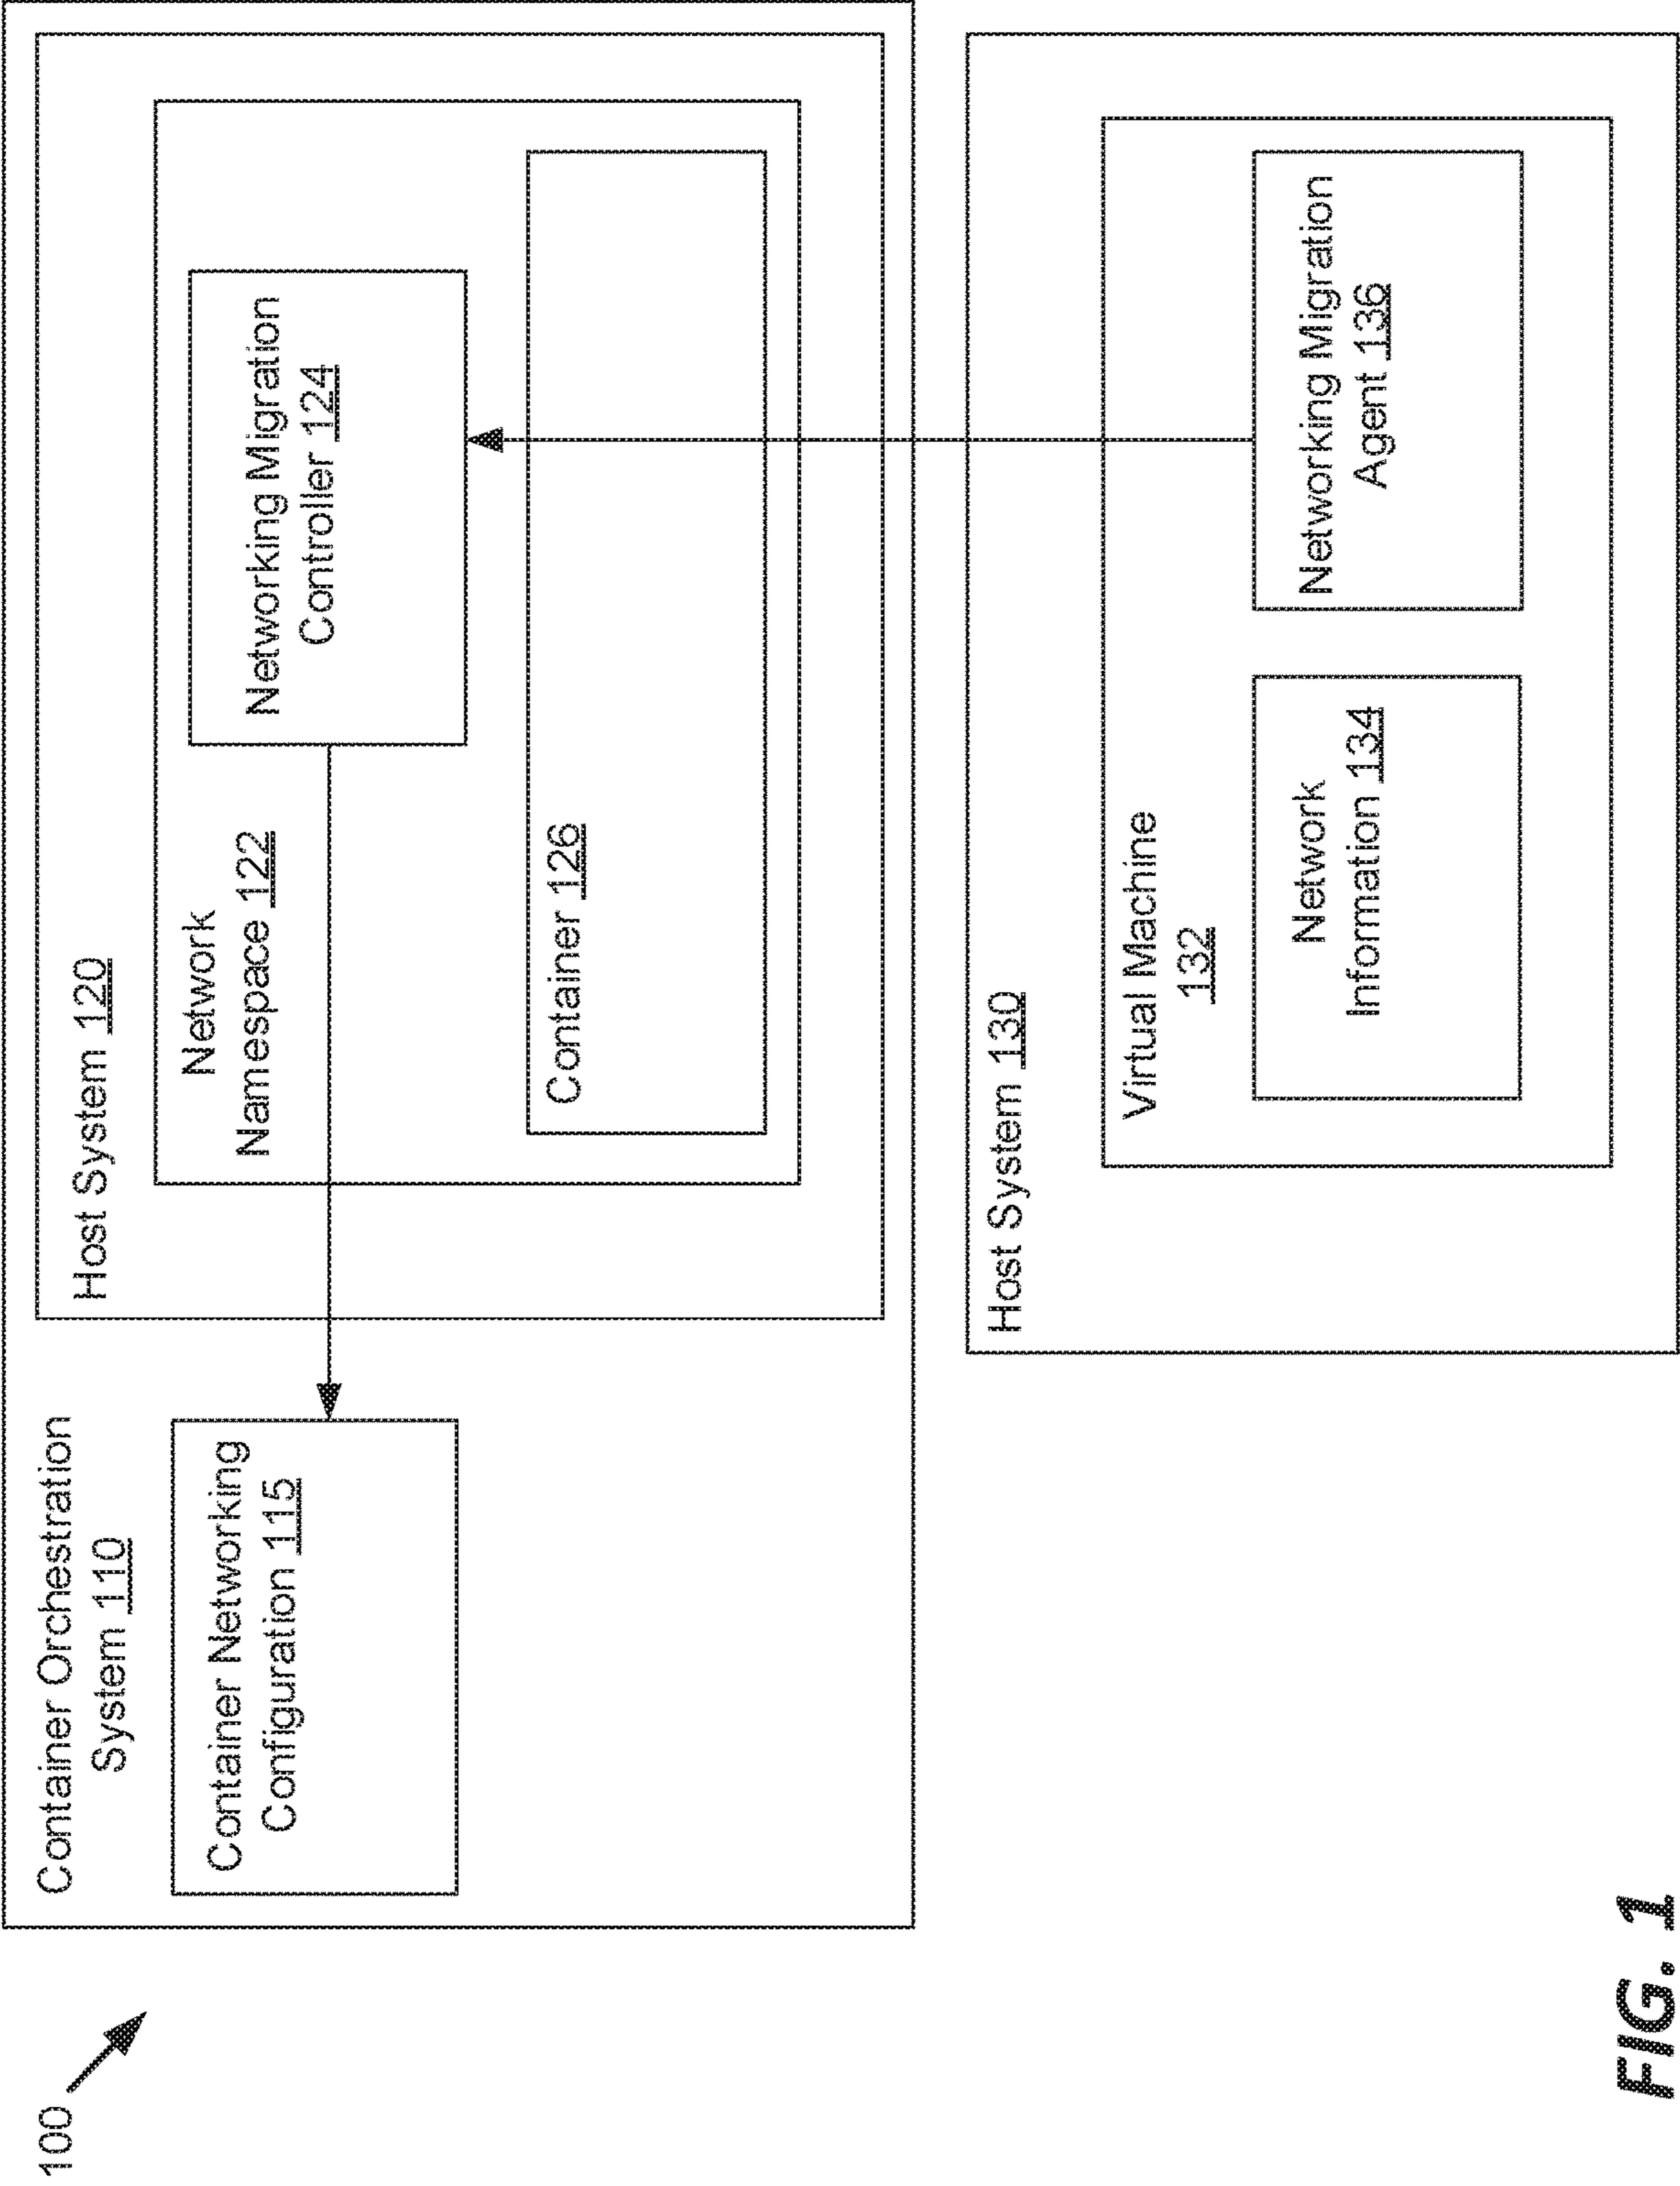 100
Container Orchestration
System 110
Container Networking
Configuration 115
Host System 120
Network
Namespace 122
Networking Migration
Controller 124
Container 126
Host System 130
Virtual Machine
132
Network
Information 134
Networking Migration
Agent 136
FIG. 1